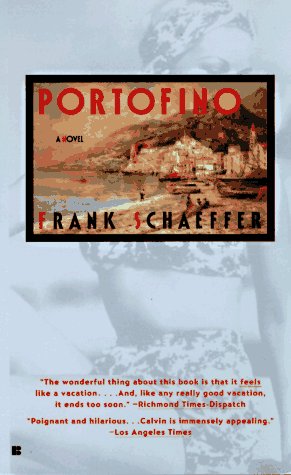 PORTOFINO
A NOVEL
FRANK SCHAEFFER
"The wonderful thing about this book is that it feels
like a vacation. . . . And, like any really good vacation,
it ends too soon." —Richmond Times-Dispatch
"Poignant and hilarious. . . Calvin is immensely appealing."
—Los Angeles Times
B